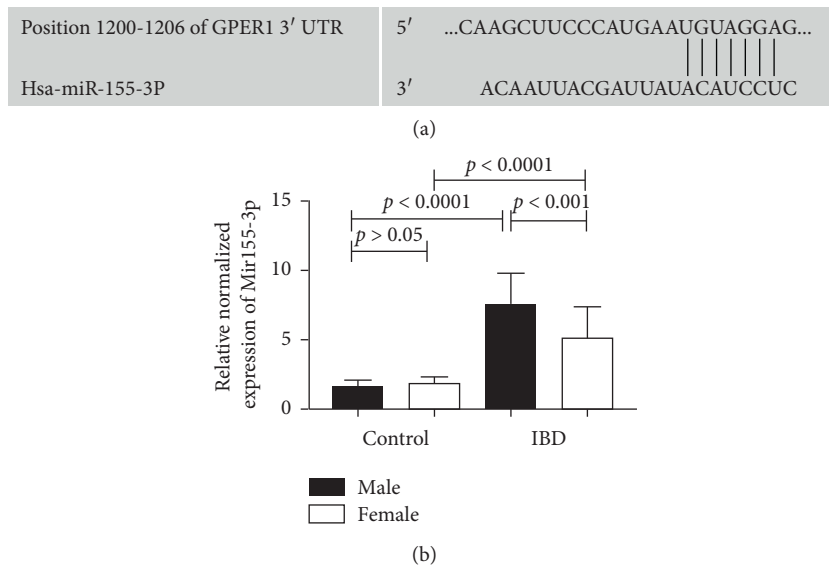 Position 1200-1206 of GPER1 3′ UTR 5′ ...CAAGCUUCCCAUGAAUGUAGGAG...
Hsa-miR-155-3P 3′ ACAAUUACGAUUAUACAUCCUC
(a)
p < 0.0001
p < 0.0001 p < 0.001
p > 0.05
Relative normalized
expression of Mir155-3p
15
10
5
0
Control IBD
Male
Female
(b)